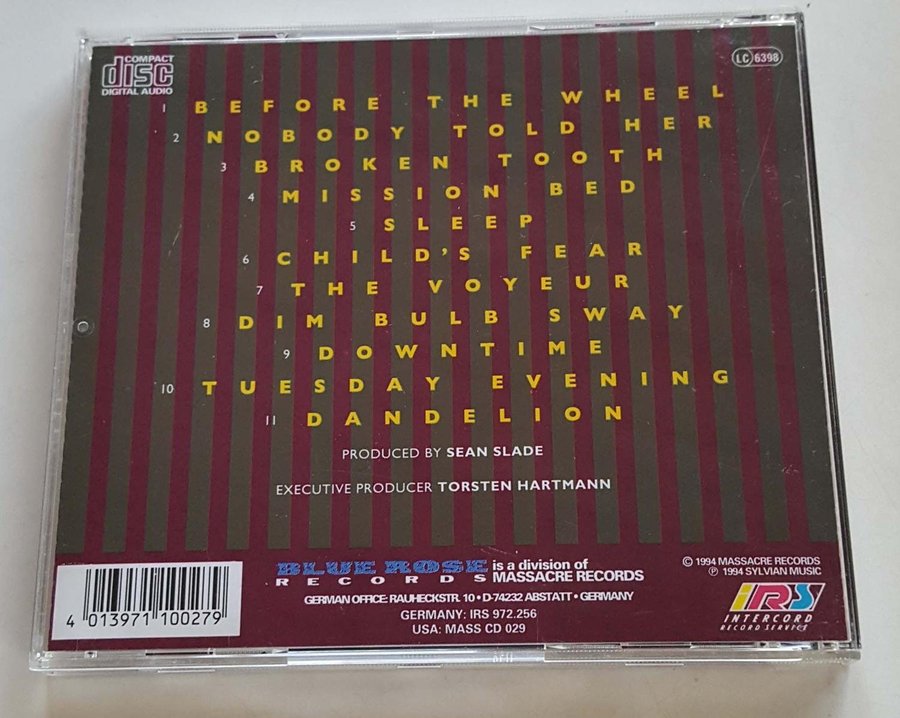 COMPACT
disc
DIGITAL AUDIO
LC 6398
1 BEFORE THE WHEEL
2 NOBODY TOLD HER
3 BROKEN TOOTH
4 MISSION BED
5 SLEEP
6 CHILD'S FEAR
7 THE VOYEUR
8 DIM BULB SWAY
9 DOWNTIME
10 TUESDAY EVENING
11 DANDELION
PRODUCED BY SEAN SLADE
EXECUTIVE PRODUCER TORSTEN HARTMANN
BLUE ROSE
RECORDS
is a division of
MASSACRE RECORDS
GERMAN OFFICE: RAUHECKSTR. 10 • D-74232 ABSTATT • GERMANY
GERMANY: IRS 972.256
USA: MASS CD 029
4 013971 100279
© 1994 MASSACRE RECORDS
℗ 1994 SYLVIAN MUSIC
IRS
INTERCORD
RECORD SERVICE